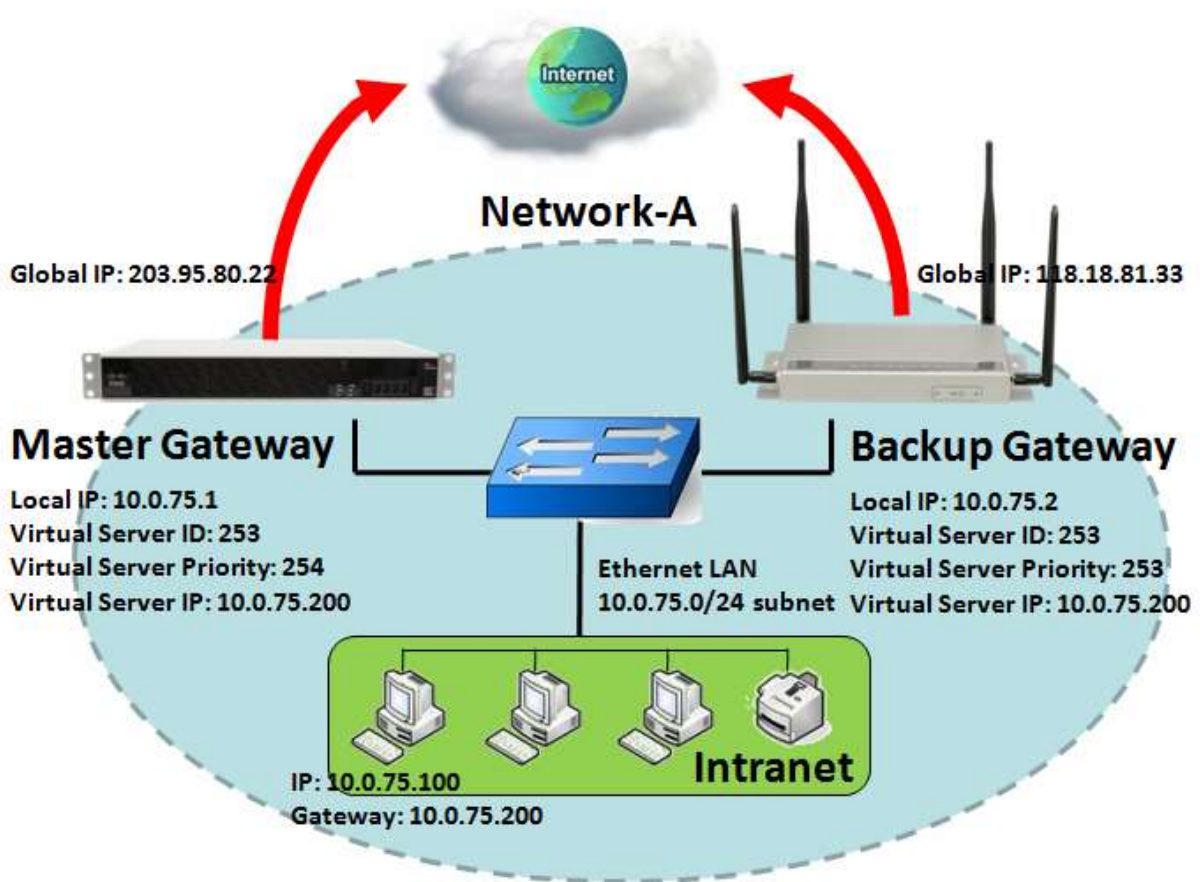 Internet
Network-A
Global IP: 203.95.80.22
Global IP: 118.18.81.33
Master Gateway
Local IP: 10.0.75.1
Virtual Server ID: 253
Virtual Server Priority: 254
Virtual Server IP: 10.0.75.200
Backup Gateway
Local IP: 10.0.75.2
Virtual Server ID: 253
Virtual Server Priority: 253
Virtual Server IP: 10.0.75.200
Ethernet LAN
10.0.75.0/24 subnet
Intranet
IP: 10.0.75.100
Gateway: 10.0.75.200